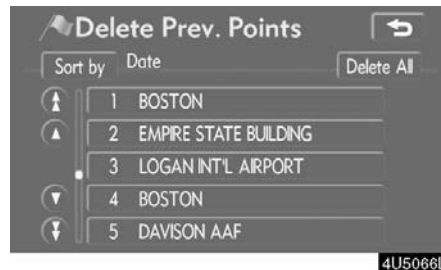 Delete Prev. Points
Sort by Date Delete All
1 BOSTON
2 EMPIRE STATE BUILDING
3 LOGAN INT'L AIRPORT
4 BOSTON
5 DAVISON AAF
4U5066